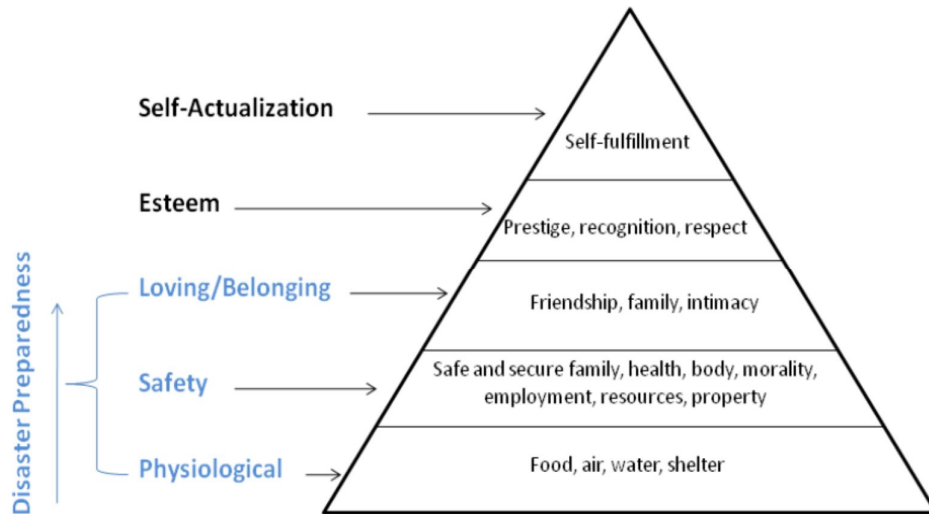 Self-Actualization
Self-fulfillment
Esteem
Prestige, recognition, respect
Loving/Belonging
Friendship, family, intimacy
Safety
Safe and secure family, health, body, morality,
employment, resources, property
Physiological
Food, air, water, shelter
Disaster Preparedness